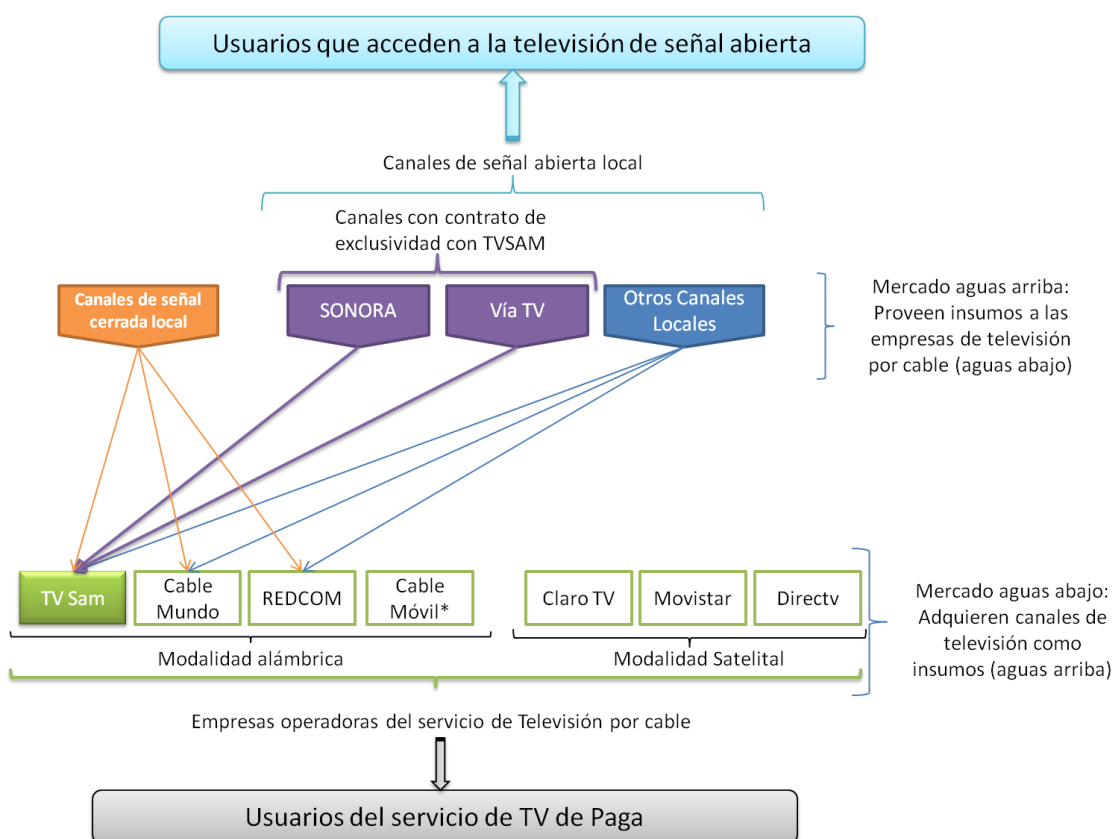 Usuarios que acceden a la televisión de señal abierta
Canales de señal abierta local
Canales con contrato de
exclusividad con TVSAM
Canales de señal
cerrada local
SONORA
Vía TV
Otros Canales
Locales
Mercado aguas arriba:
Proveen insumos a las
empresas de televisión
por cable (aguas abajo)
TV Sam
Cable
Mundo
REDCOM
Cable
Móvil*
Claro TV
Movistar
Directv
Modalidad alámbrica
Modalidad Satelital
Mercado aguas abajo:
Adquieren canales de
televisión como
insumos (aguas arriba)
Empresas operadoras del servicio de Televisión por cable
Usuarios del servicio de TV de Paga